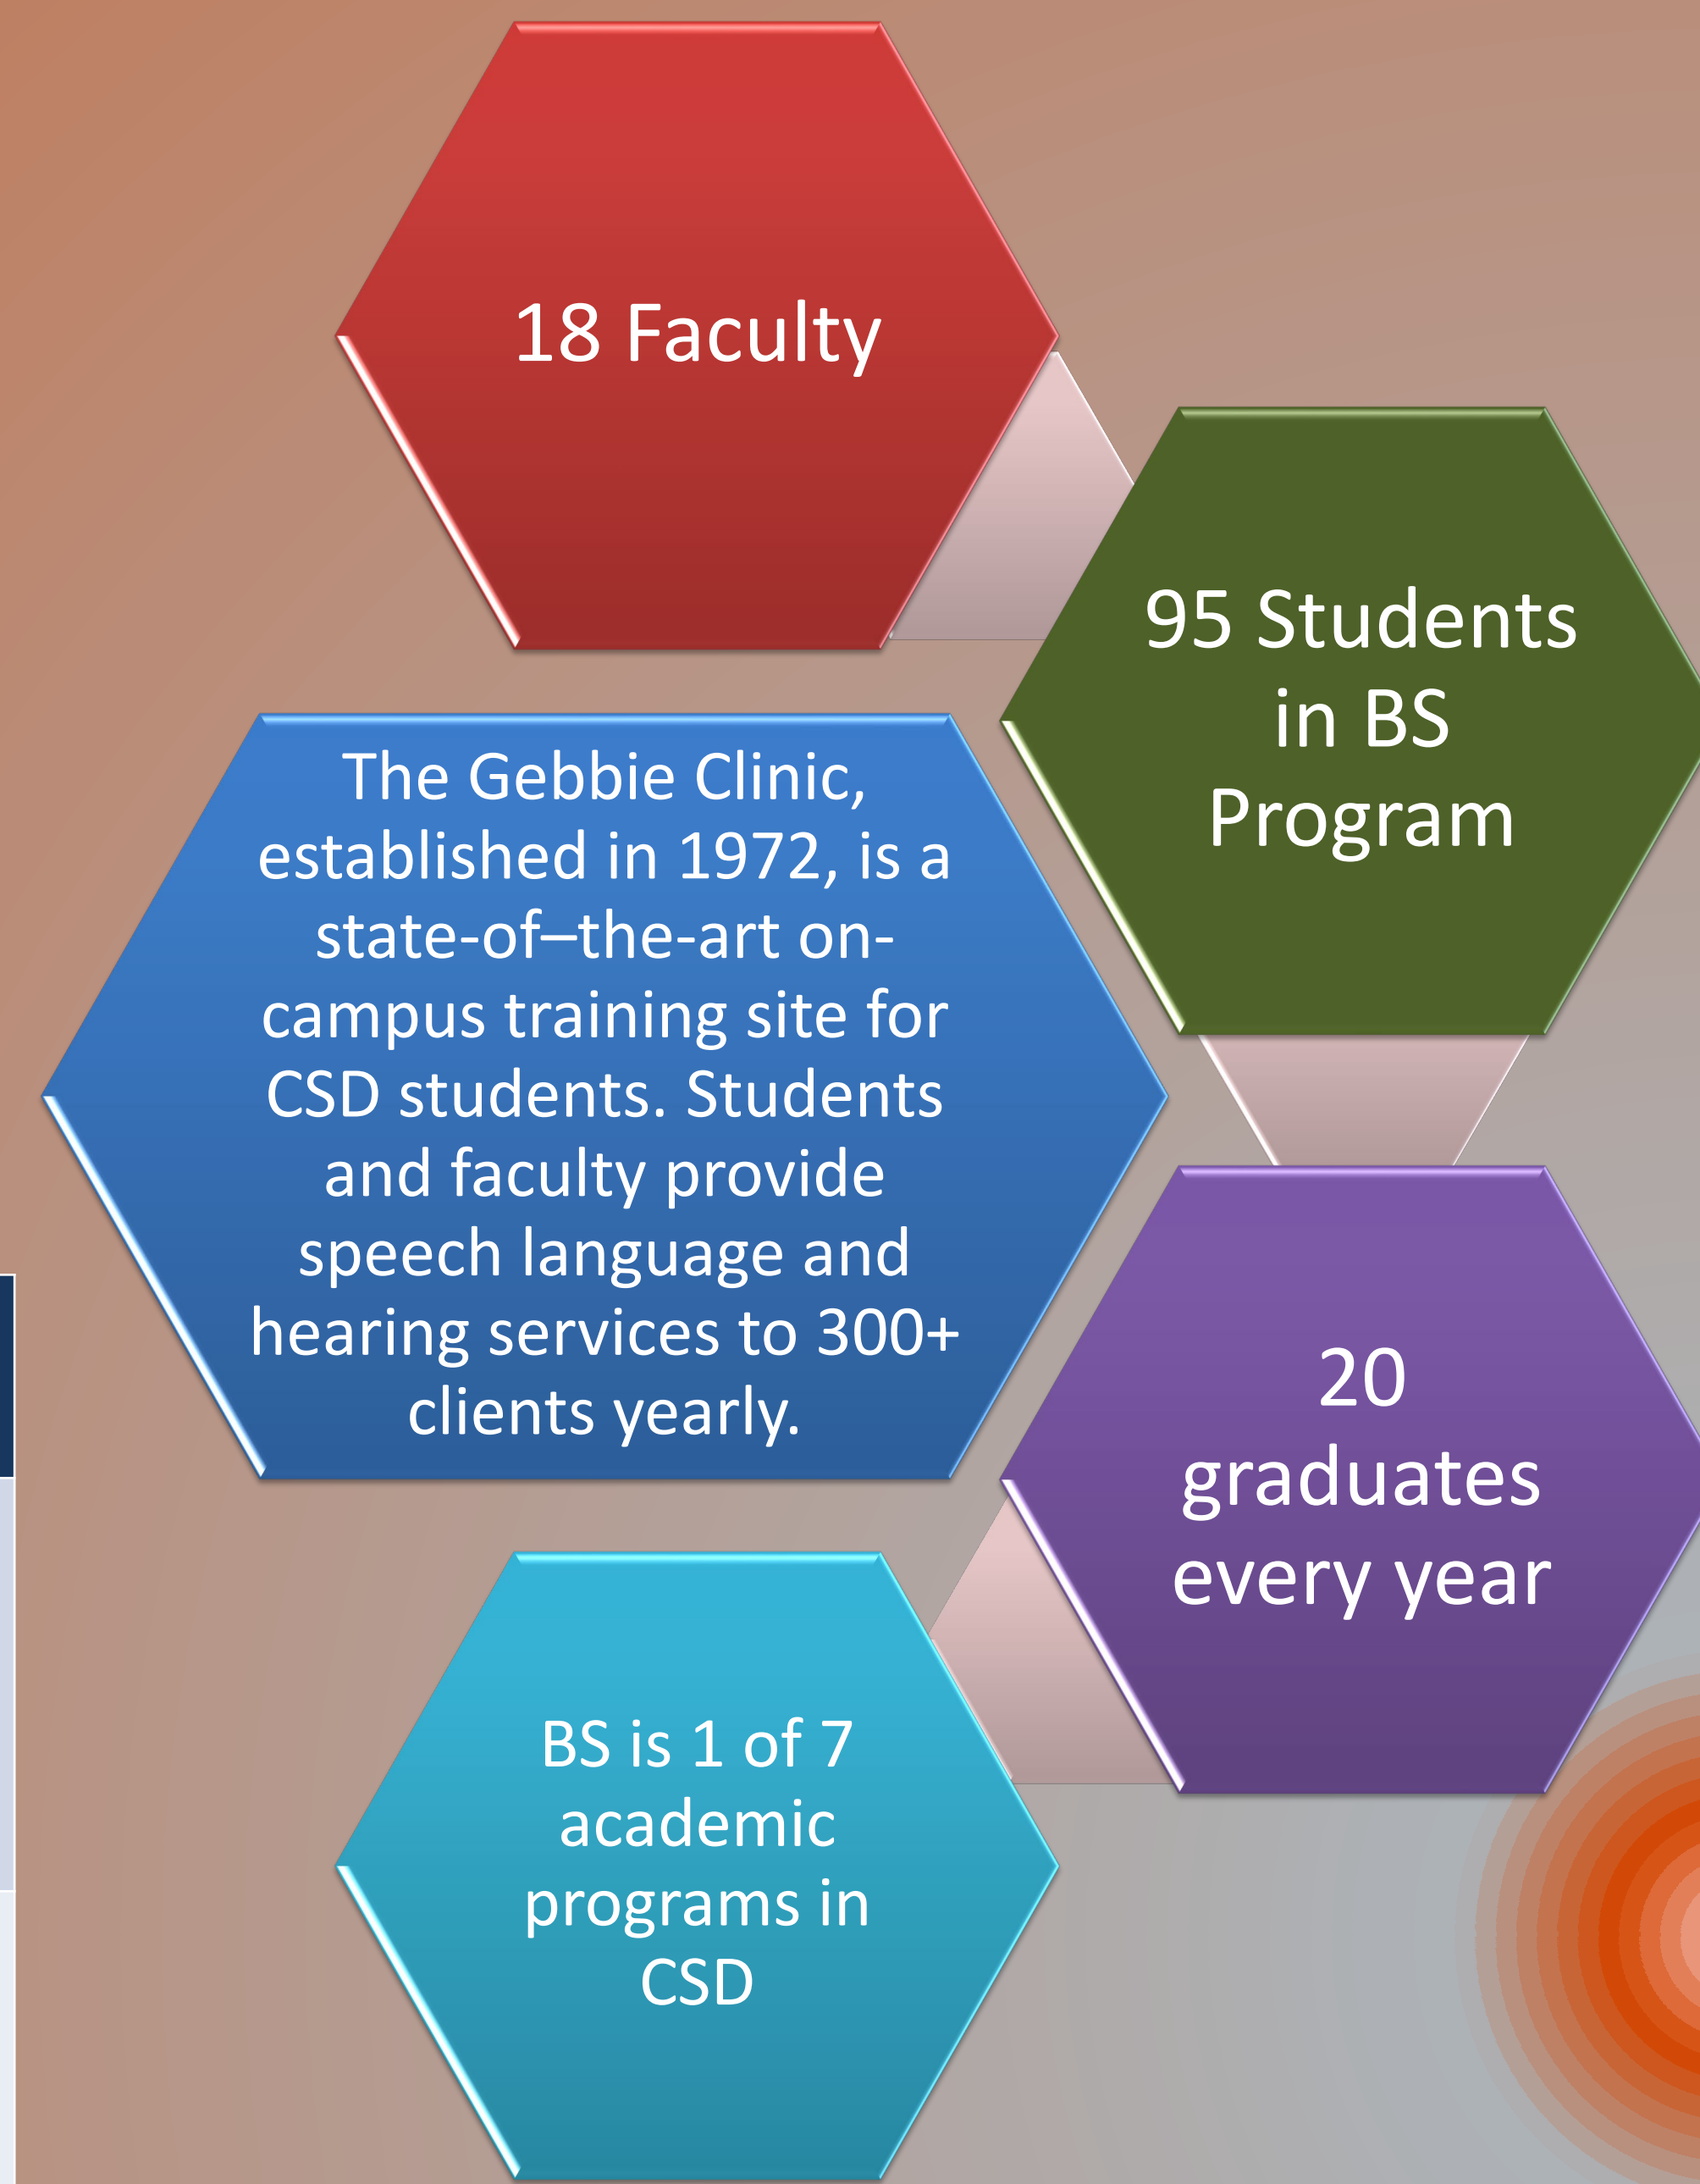 18 Faculty
95 Students
in BS
Program
The Gebbie Clinic,
established in 1972, is a
state-of–the-art on-
campus training site for
CSD students. Students
and faculty provide
speech language and
hearing services to 300+
clients yearly.
20
graduates
every year
BS is 1 of 7
academic
programs in
CSD